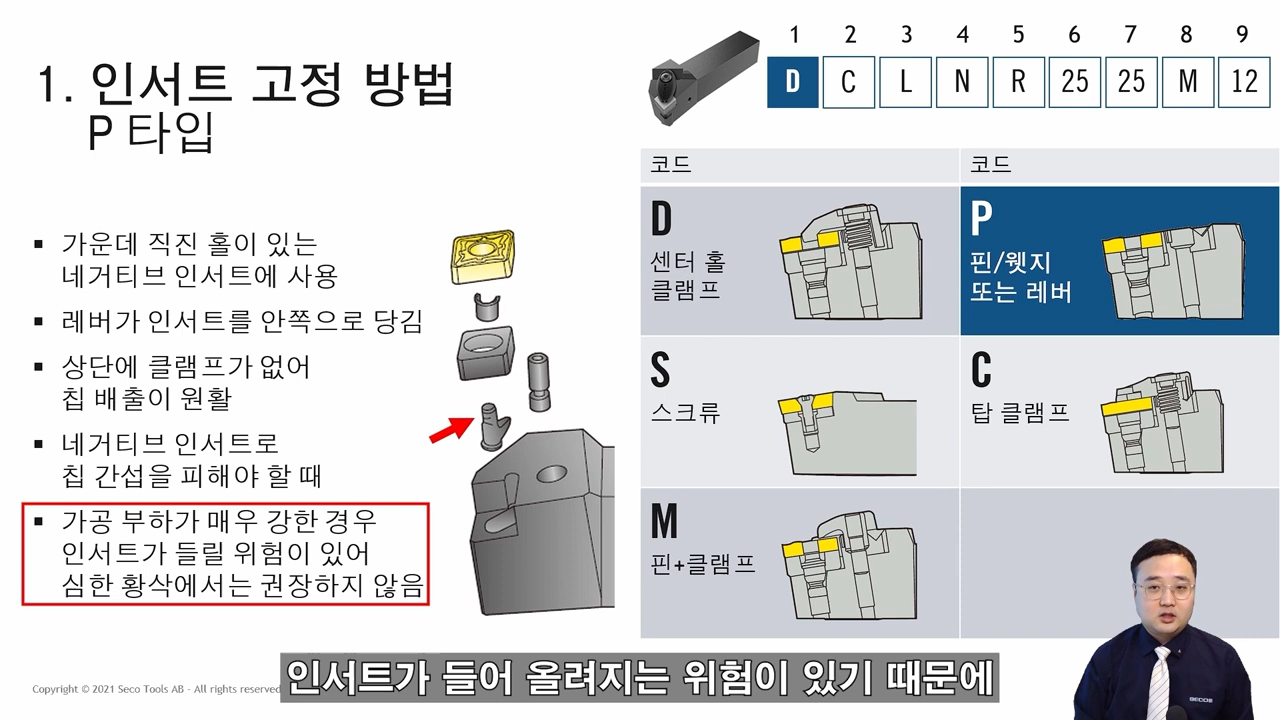 1. 인서트 고정 방법
P 타입
▪ 가운데 직진 홀이 있는
네거티브 인서트에 사용
▪ 레버가 인서트를 안쪽으로 당김
▪ 상단에 클램프가 없어
칩 배출이 원활
▪ 네거티브 인서트로
칩 간섭을 피해야 할 때
▪ 가공 부하가 매우 강한 경우
인서트가 들릴 위험이 있어
심한 황삭에서는 권장하지 않음
1 2 3 4 5 6 7 8 9
D C L N R 25 25 M 12
코드 코드
D
센터 홀
클램프
P
핀/웻지
또는 레버
S
스크류
C
탑 클램프
M
핀+클램프
인서트가 들어 올려지는 위험이 있기 때문에
Copyright © 2021 Seco Tools AB - All rights reserved
SECO